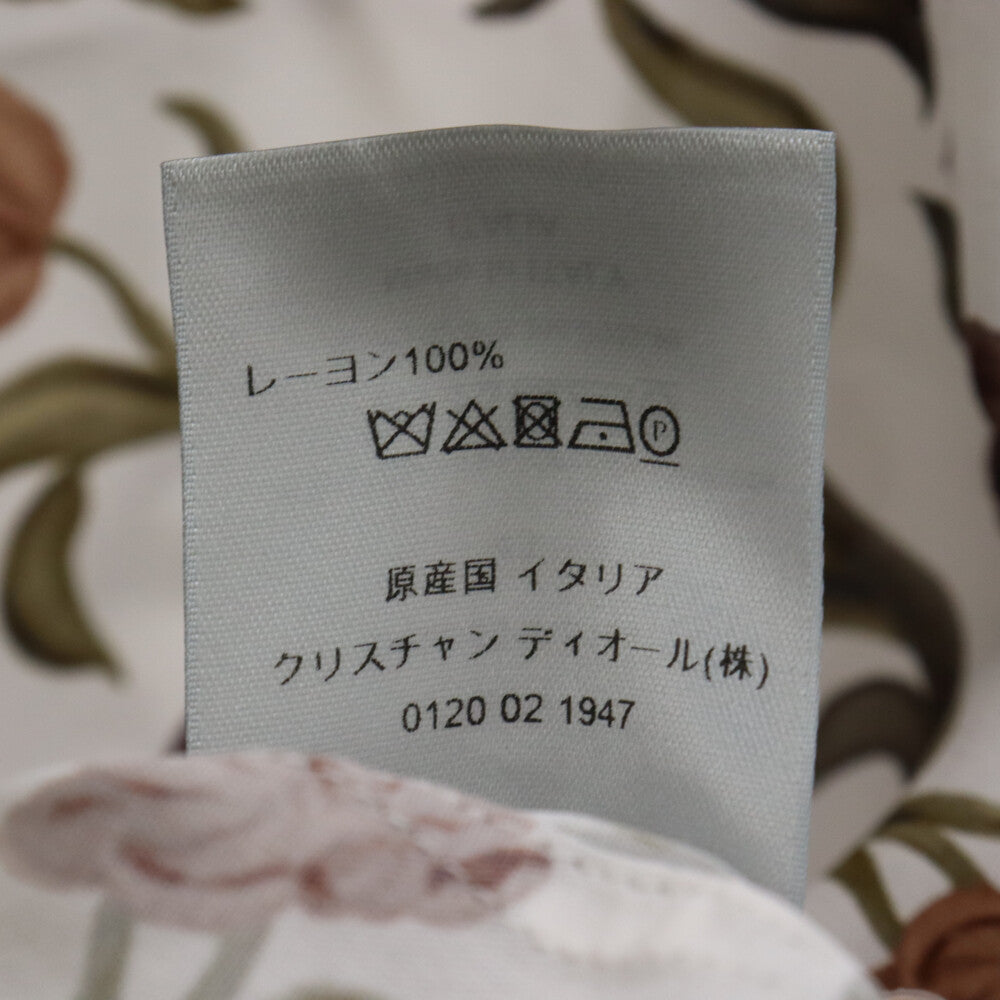 レーヨン100%
P
原産国 イタリア
クリスチャン ディオール(株)
0120 02 1947